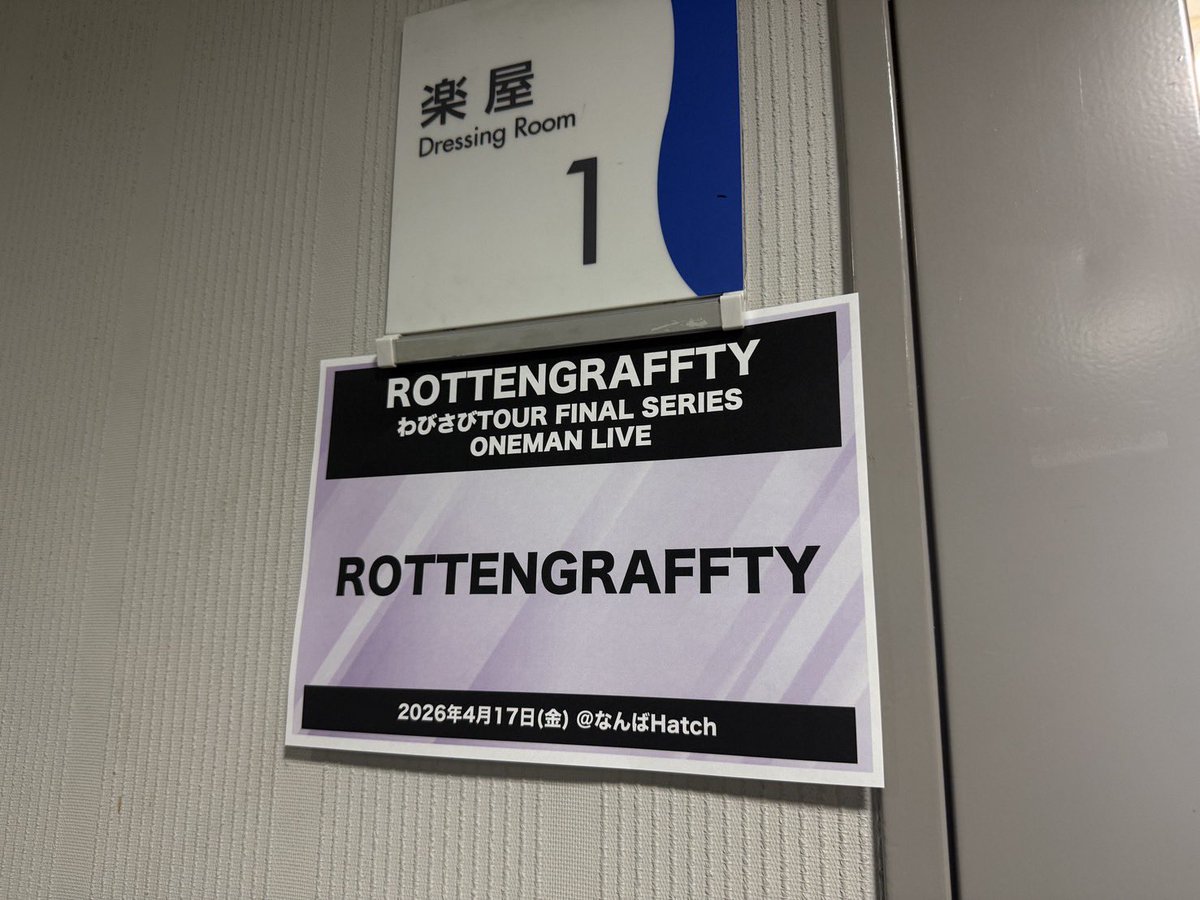 楽屋
Dressing Room
1
ROTTENGRAFFTY
わびさびTOUR FINAL SERIES
ONEMAN LIVE
ROTTENGRAFFTY
2026年4月17日(金) @なんばHatch